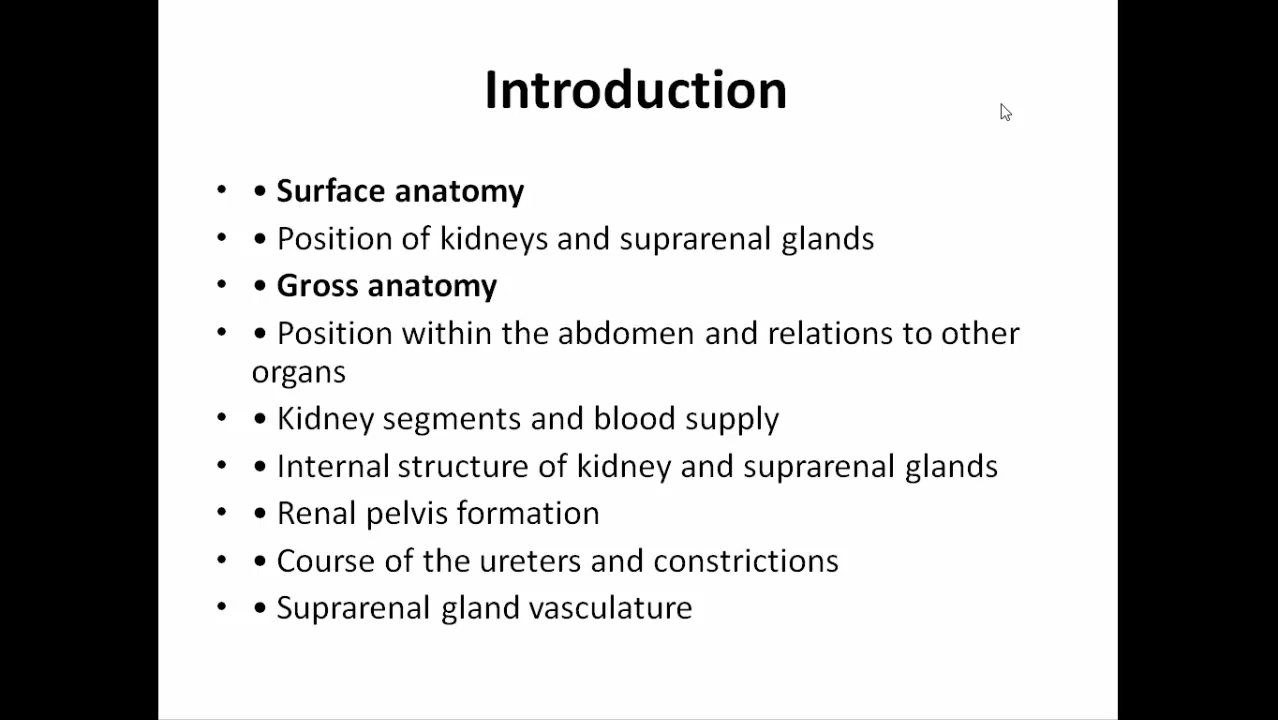 Introduction
• • Surface anatomy
• • Position of kidneys and suprarenal glands
• • Gross anatomy
• • Position within the abdomen and relations to other
organs
• • Kidney segments and blood supply
• • Internal structure of kidney and suprarenal glands
• • Renal pelvis formation
• • Course of the ureters and constrictions
• • Suprarenal gland vasculature